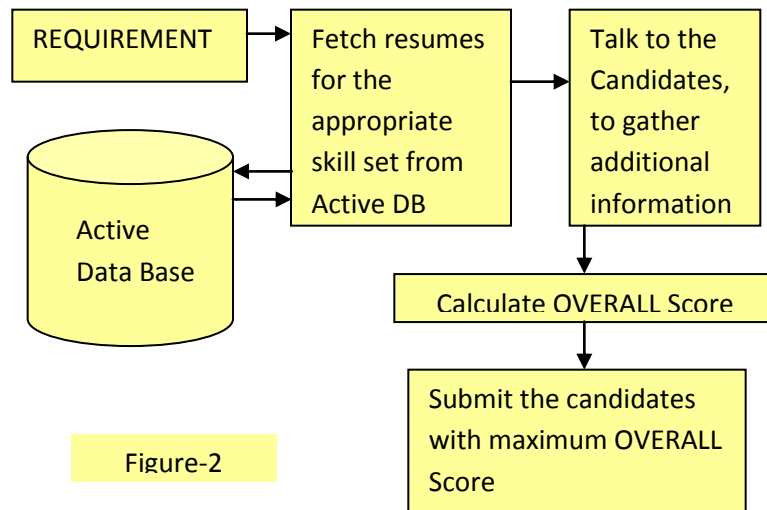 REQUIREMENT
Fetch resumes
for the
appropriate
skill set from
Active DB
Talk to the
Candidates,
to gather
additional
information
Active
Data Base
Calculate OVERALL Score
Submit the candidates
with maximum OVERALL
Score
Figure-2